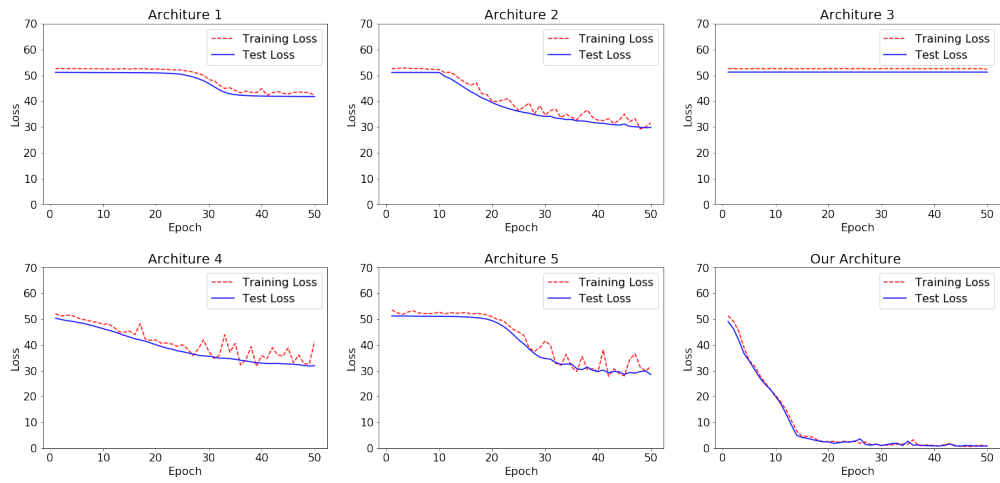 Architure 1
70
60
50
40
30
20
10
0
Loss
Training Loss
Test Loss
0 10 20 30 40 50
Epoch
Architure 2
70
60
50
40
30
20
10
0
Loss
Training Loss
Test Loss
0 10 20 30 40 50
Epoch
Architure 3
70
60
50
40
30
20
10
0
Loss
Training Loss
Test Loss
0 10 20 30 40 50
Epoch
Architure 4
70
60
50
40
30
20
10
0
Loss
Training Loss
Test Loss
0 10 20 30 40 50
Epoch
Architure 5
70
60
50
40
30
20
10
0
Loss
Training Loss
Test Loss
0 10 20 30 40 50
Epoch
Our Architure
70
60
50
40
30
20
10
0
Loss
Training Loss
Test Loss
0 10 20 30 40 50
Epoch